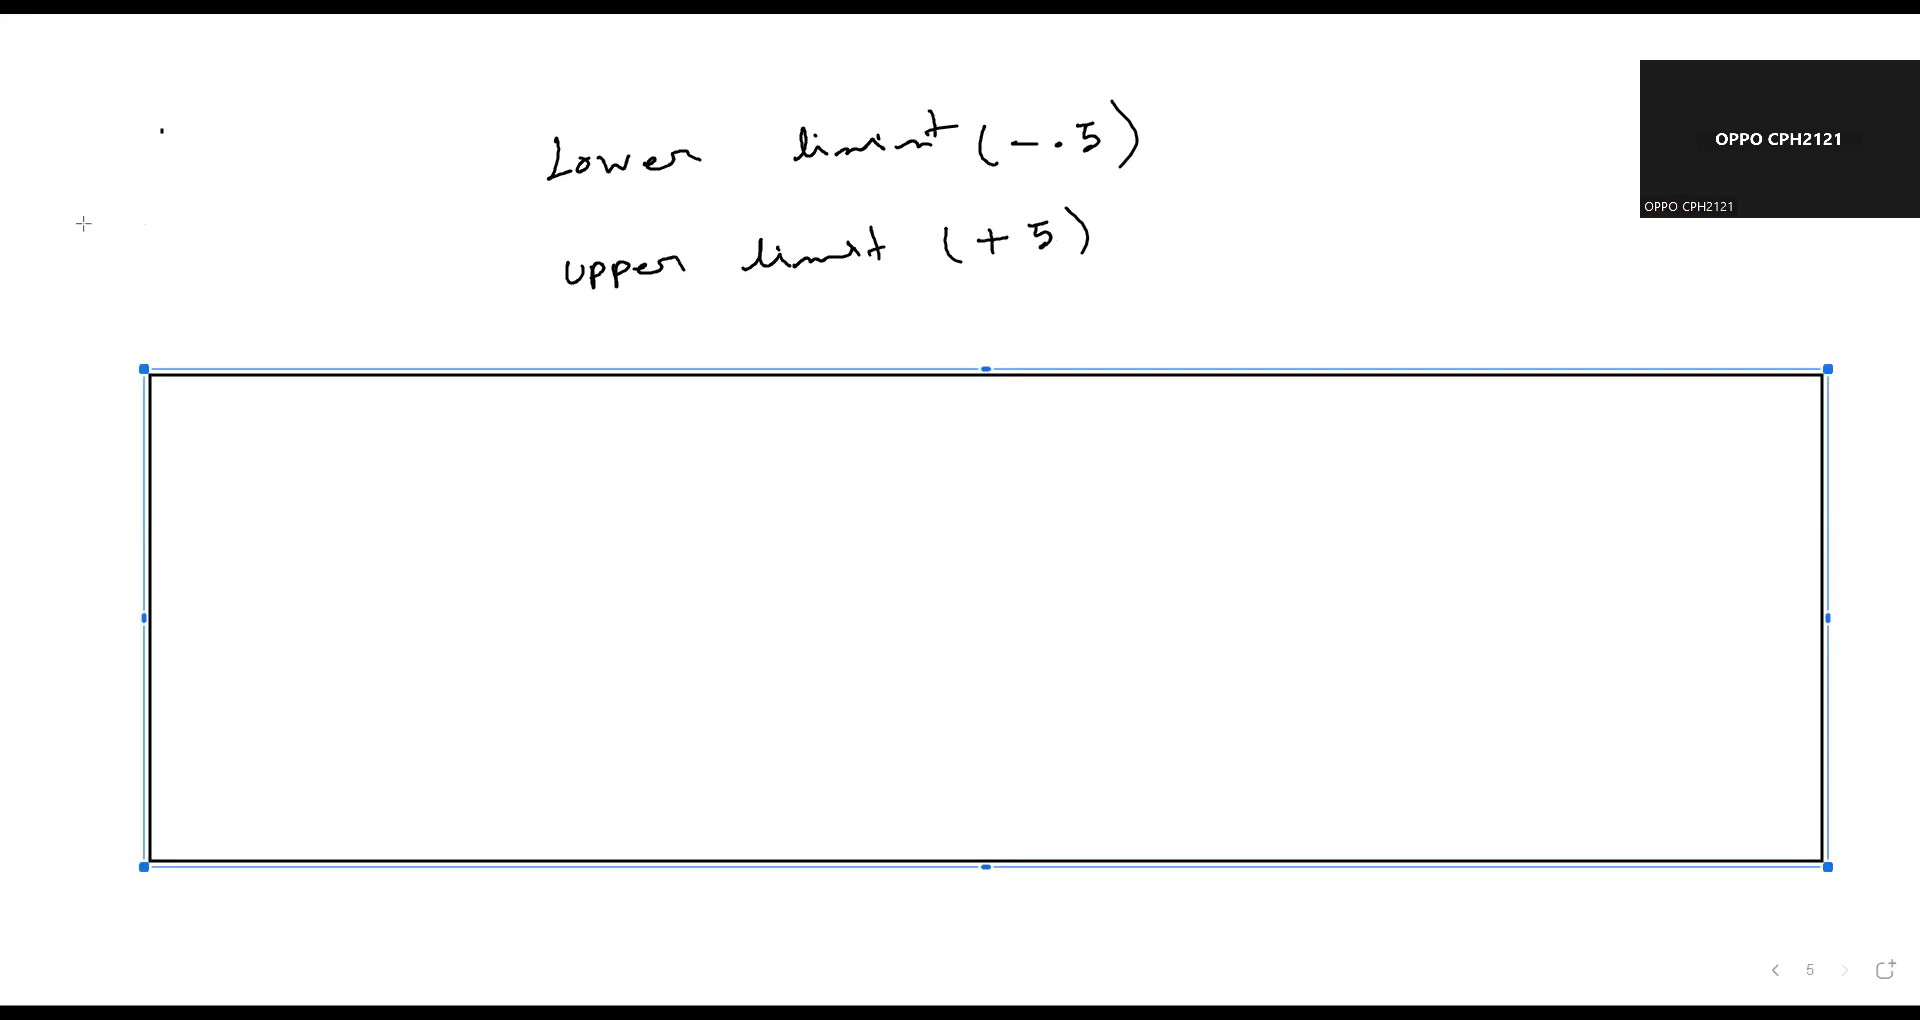 Lower limit (-.5)
upper limit (+5)
OPPO CPH2121
OPPO CPH2121
5